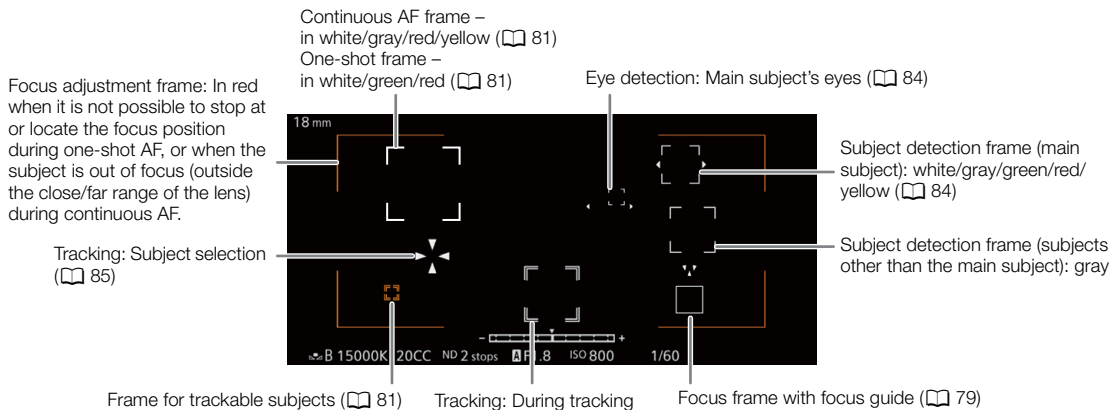 Continuous AF frame –
in white/gray/red/yellow ( 81)
One-shot frame –
in white/green/red ( 81)
Eye detection: Main subject's eyes ( 84)
Focus adjustment frame: In red
when it is not possible to stop at
or locate the focus position
during one-shot AF, or when the
subject is out of focus (outside
the close/far range of the lens)
during continuous AF.
18 mm
Subject detection frame (main
subject): white/gray/green/red/
yellow ( 84)
Tracking: Subject selection
( 85)
Subject detection frame (subjects
other than the main subject): gray
- +
B 15000K 20CC ND 2 stops A F1.8 ISO 800 1/60
Frame for trackable subjects ( 81)
Tracking: During tracking
Focus frame with focus guide ( 79)